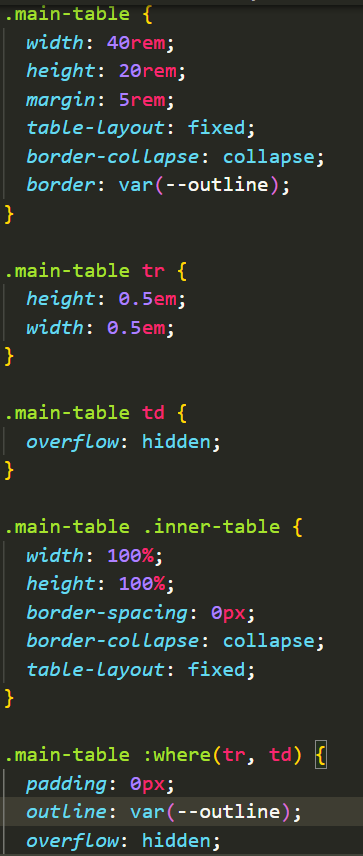 .main-table {
  width: 40rem;
  height: 20rem;
  margin: 5rem;
  table-layout: fixed;
  border-collapse: collapse;
  border: var(--outline);
}

.main-table tr {
  height: 0.5em;
  width: 0.5em;
}

.main-table td {
  overflow: hidden;
}

.main-table .inner-table {
  width: 100%;
  height: 100%;
  border-spacing: 0px;
  border-collapse: collapse;
  table-layout: fixed;
}

.main-table :where(tr, td) {
  padding: 0px;
  outline: var(--outline);
  overflow: hidden;